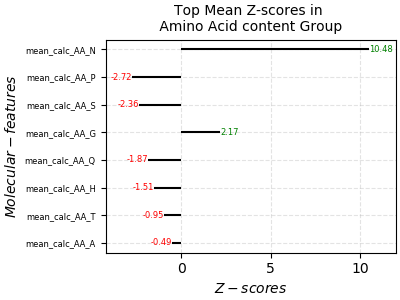 Top Mean Z-scores in
Amino Acid content Group
Molecular − features
mean_calc_AA_N 10.48
mean_calc_AA_P -2.72
mean_calc_AA_S -2.36
mean_calc_AA_G 2.17
mean_calc_AA_Q -1.87
mean_calc_AA_H -1.51
mean_calc_AA_T -0.95
mean_calc_AA_A -0.49
0 5 10
Z − scores